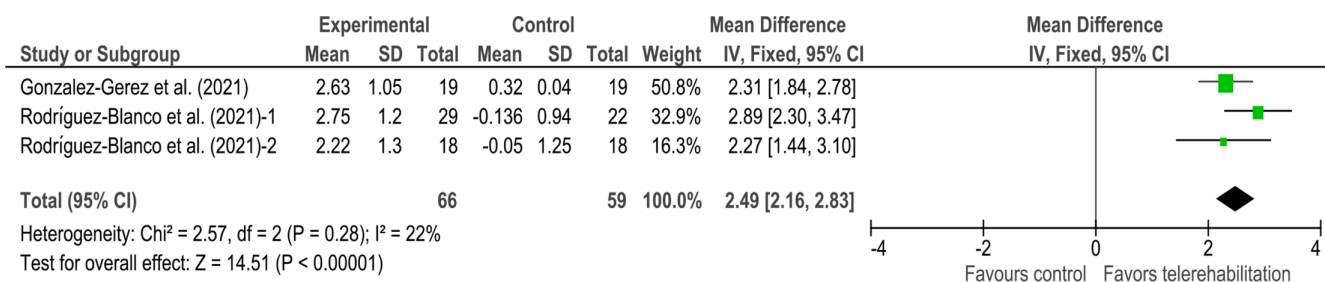 Experimental Control Mean Difference Mean Difference
Study or Subgroup Mean SD Total Mean SD Total Weight IV, Fixed, 95% CI IV, Fixed, 95% CI
Gonzalez-Gerez et al. (2021) 2.63 1.05 19 0.32 0.04 19 50.8% 2.31 [1.84, 2.78]
Rodríguez-Blanco et al. (2021)-1 2.75 1.2 29 -0.136 0.94 22 32.9% 2.89 [2.30, 3.47]
Rodríguez-Blanco et al. (2021)-2 2.22 1.3 18 -0.05 1.25 18 16.3% 2.27 [1.44, 3.10]
Total (95% CI) 66 59 100.0% 2.49 [2.16, 2.83]
Heterogeneity: Chi² = 2.57, df = 2 (P = 0.28); I² = 22%
Test for overall effect: Z = 14.51 (P < 0.00001)
-4 -2 0 2 4
Favours control Favors telerehabilitation